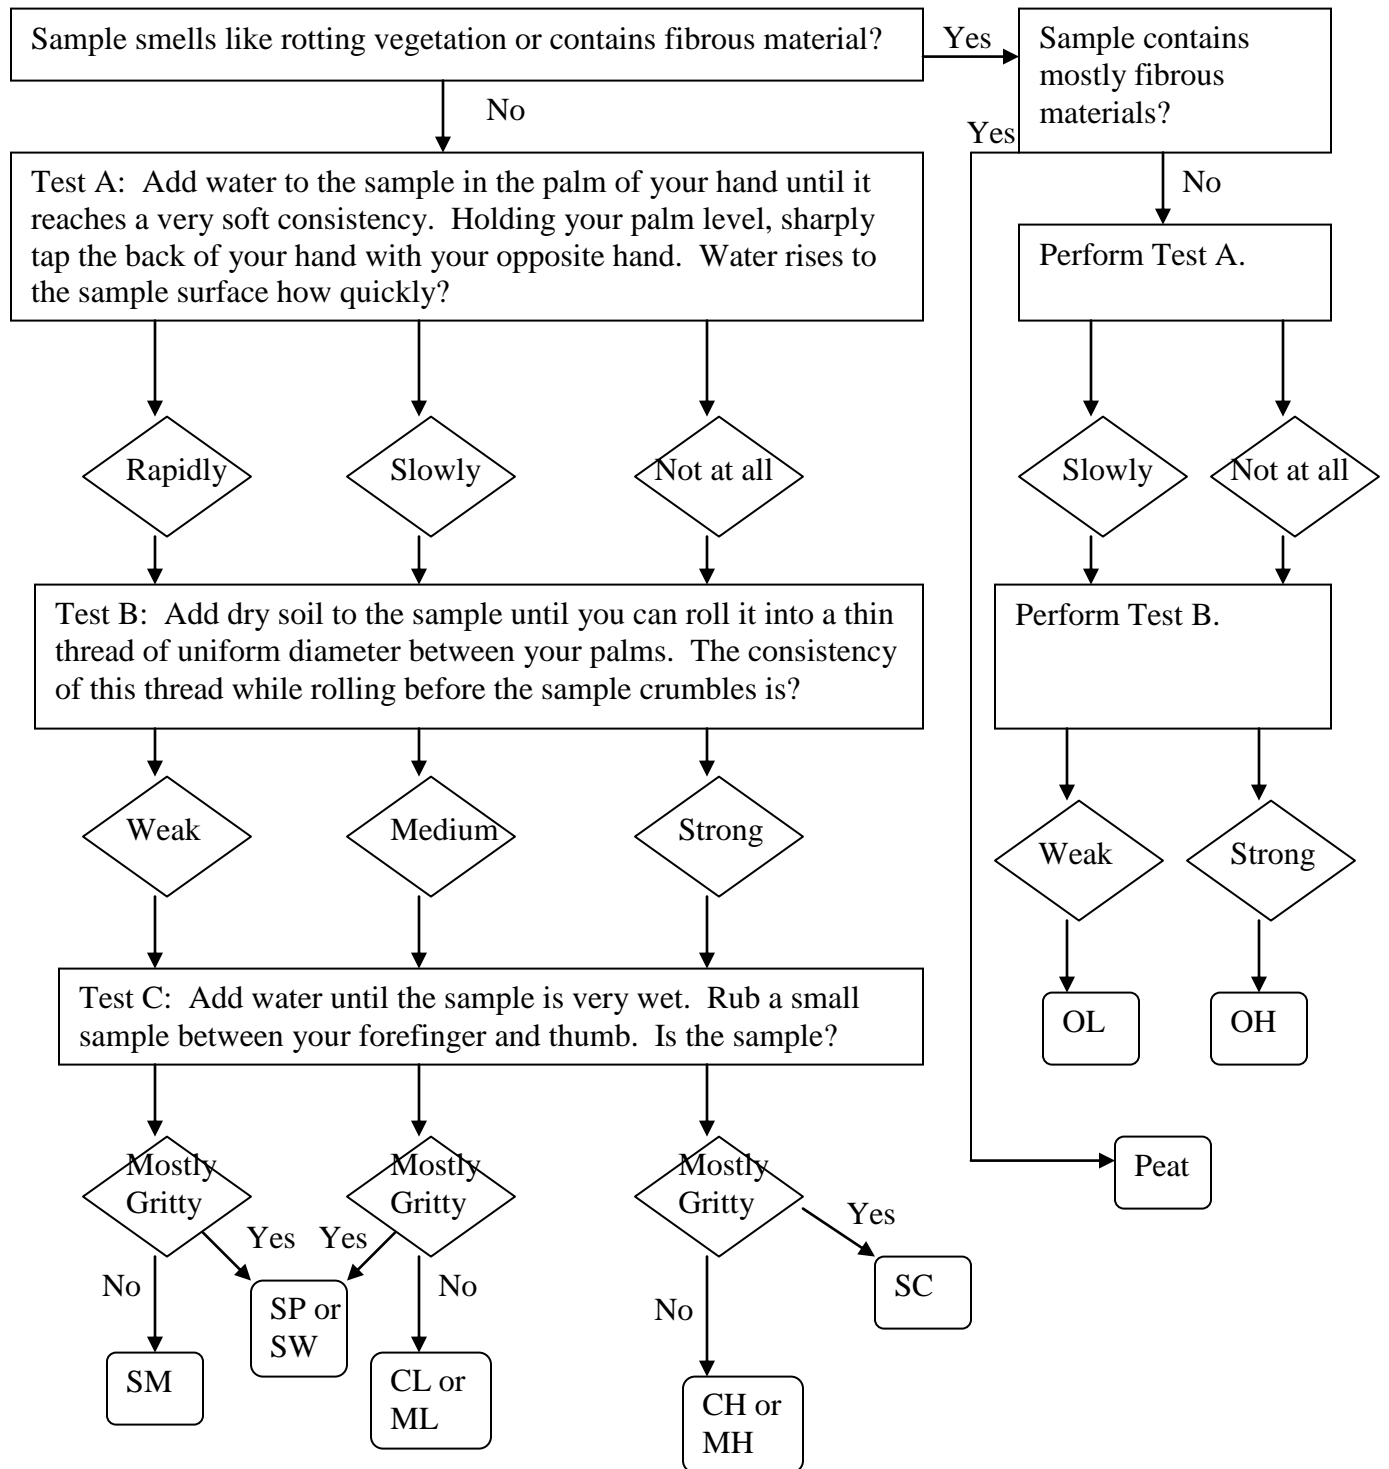 Sample smells like rotting vegetation or contains fibrous material?
Yes
Sample contains
mostly fibrous
materials?
No
Yes
Test A:  Add water to the sample in the palm of your hand until it
reaches a very soft consistency.  Holding your palm level, sharply
tap the back of your hand with your opposite hand.  Water rises to
the sample surface how quickly?
No
Perform Test A.
Rapidly
Slowly
Not at all
Slowly
Not at all
Test B:  Add dry soil to the sample until you can roll it into a thin
thread of uniform diameter between your palms.  The consistency
of this thread while rolling before the sample crumbles is?
Perform Test B.
Weak
Medium
Strong
Weak
Strong
Test C:  Add water until the sample is very wet.  Rub a small
sample between your forefinger and thumb.  Is the sample?
OL
OH
Mostly
Gritty
Mostly
Gritty
Mostly
Gritty
Peat
Yes
Yes
Yes
No
No
No
SP or
SW
SC
SM
CL or
ML
CH or
MH